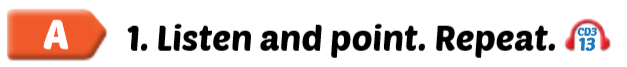 A 1. Listen and point. Repeat. CD3 13